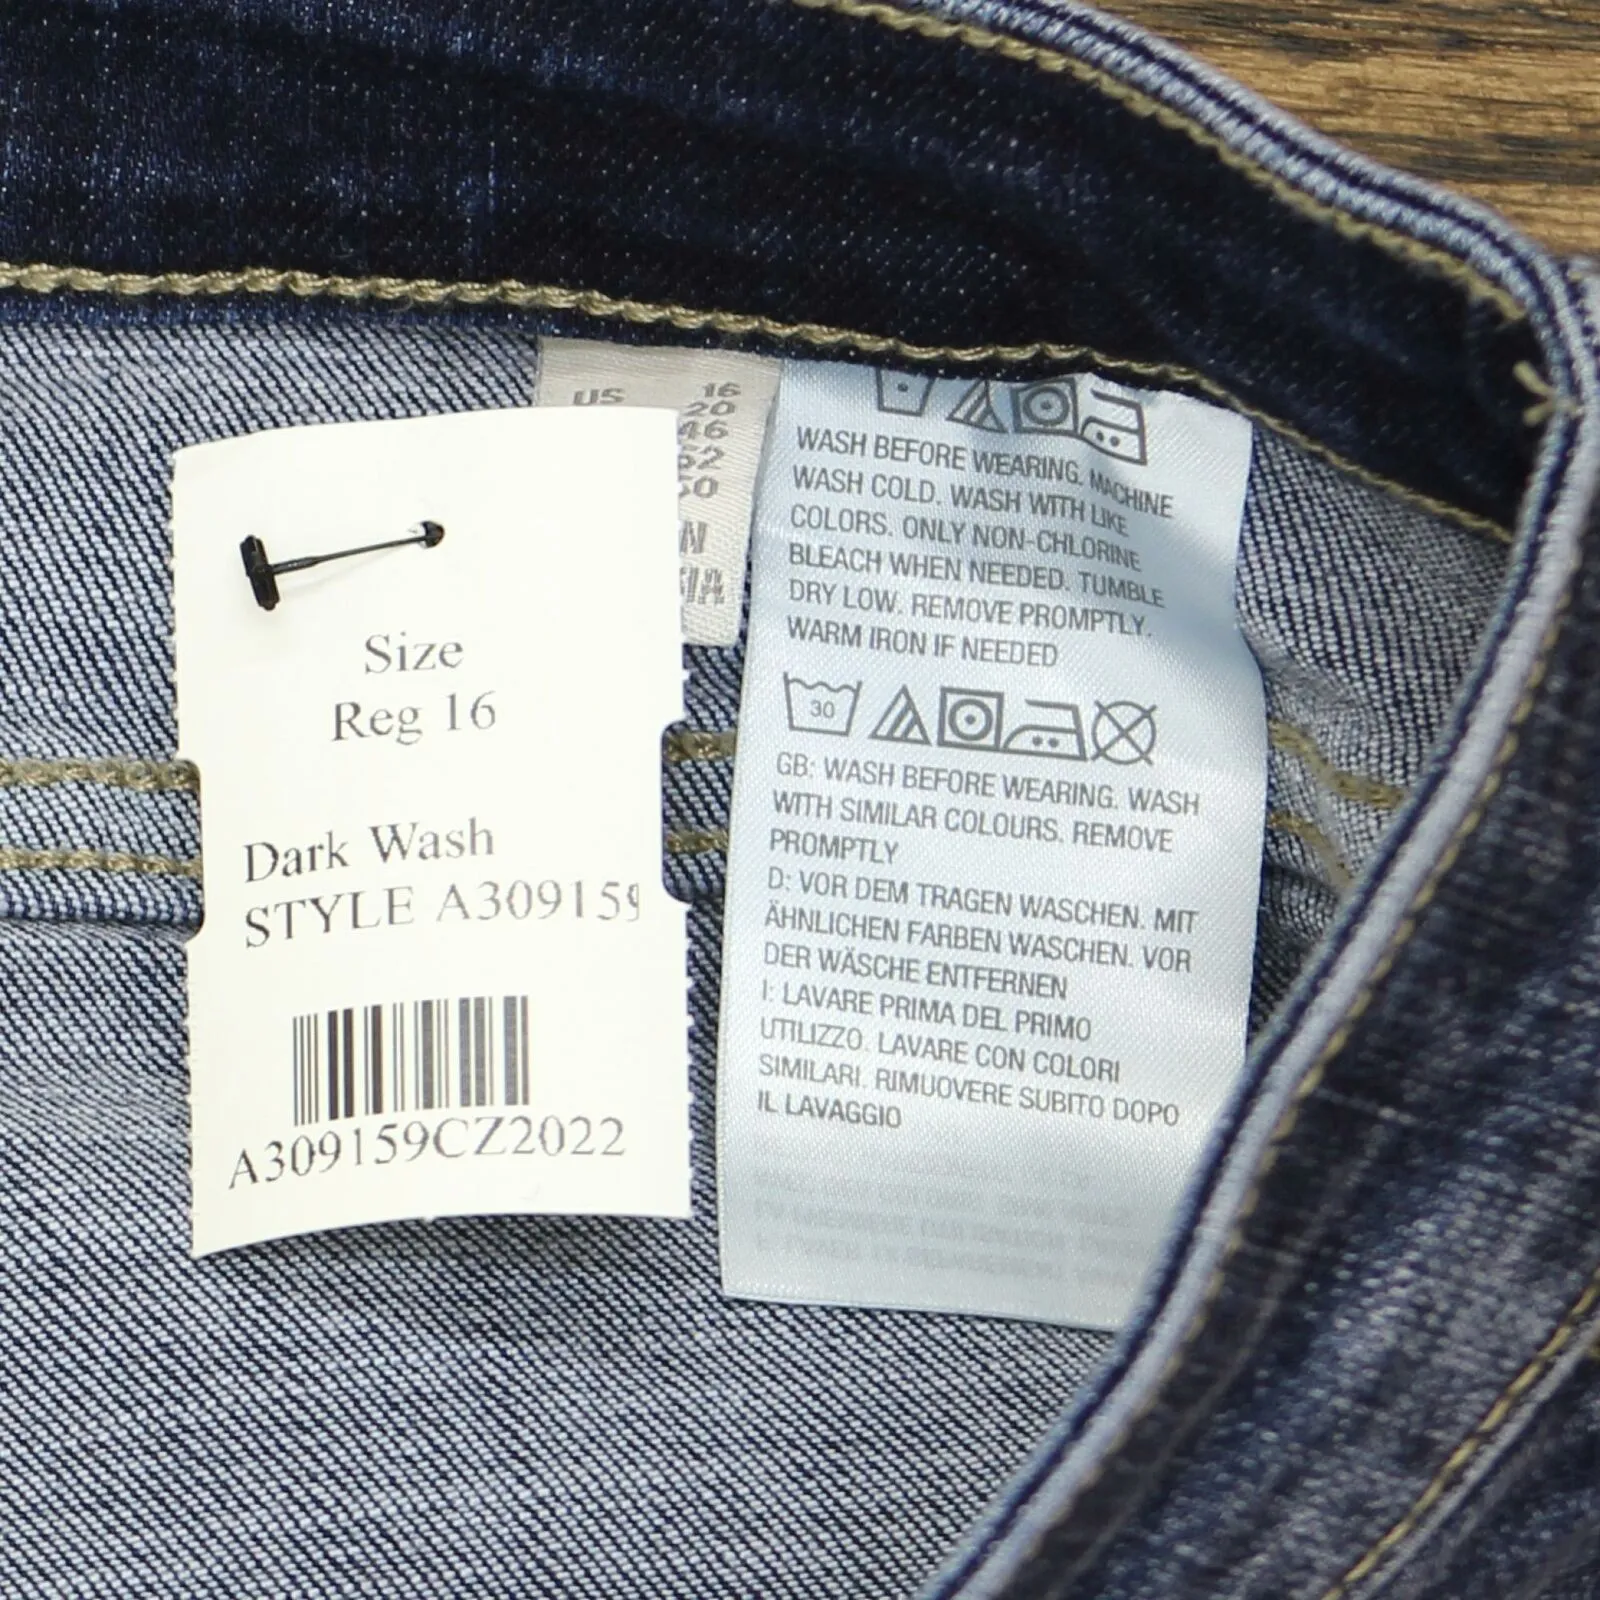 US 16
20
46
Size
Reg 16
Dark Wash
STYLE A309159
A309159CZ2022
WASH BEFORE WEARING. MACHINE
WASH COLD. WASH WITH LIKE
COLORS. ONLY NON-CHLORINE
BLEACH WHEN NEEDED. TUMBLE
DRY LOW. REMOVE PROMPTLY.
WARM IRON IF NEEDED
30
GB: WASH BEFORE WEARING. WASH
WITH SIMILAR COLOURS. REMOVE
PROMPTLY
D: VOR DEM TRAGEN WASCHEN. MIT
ÄHNLICHEN FARBEN WASCHEN. VOR
DER WÄSCHE ENTFERNEN
I: LAVARE PRIMA DEL PRIMO
UTILIZZO. LAVARE CON COLORI
SIMILARI. RIMUOVERE SUBITO DOPO
IL LAVAGGIO